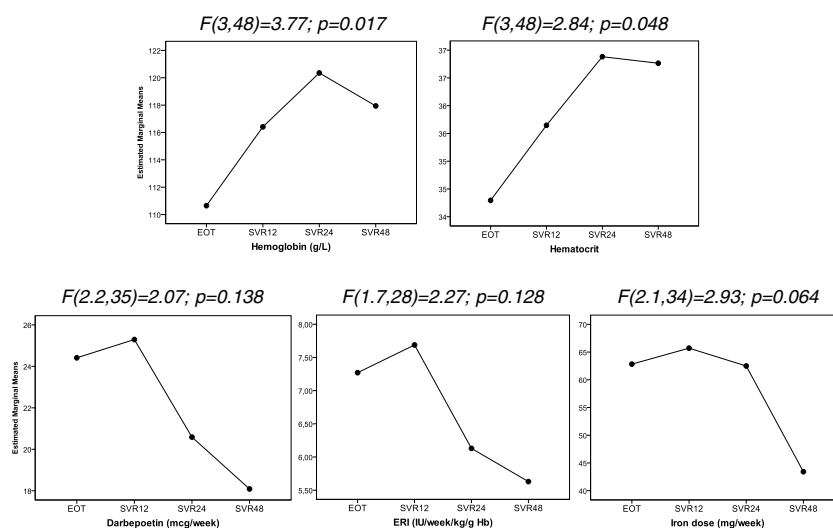 F(3,48)=3.77; p=0.017
F(3,48)=2.84; p=0.048
Estimated Marginal Means
122
120
118
116
114
112
110
EOT SVR12 SVR24 SVR48
Hemoglobin (g/L)
37
37
36
36
35
35
34
EOT SVR12 SVR24 SVR48
Hematocrit
F(2.2,35)=2.07; p=0.138
F(1.7,28)=2.27; p=0.128
F(2.1,34)=2.93; p=0.064
Estimated Marginal Means
26
24
22
20
18
EOT SVR12 SVR24 SVR48
Darbepoetin (mcg/week)
8,00
7,50
7,00
6,50
6,00
5,50
EOT SVR12 SVR24 SVR48
ERI (IU/week/kg/g Hb)
70
65
60
55
50
45
40
EOT SVR12 SVR24 SVR48
Iron dose (mg/week)